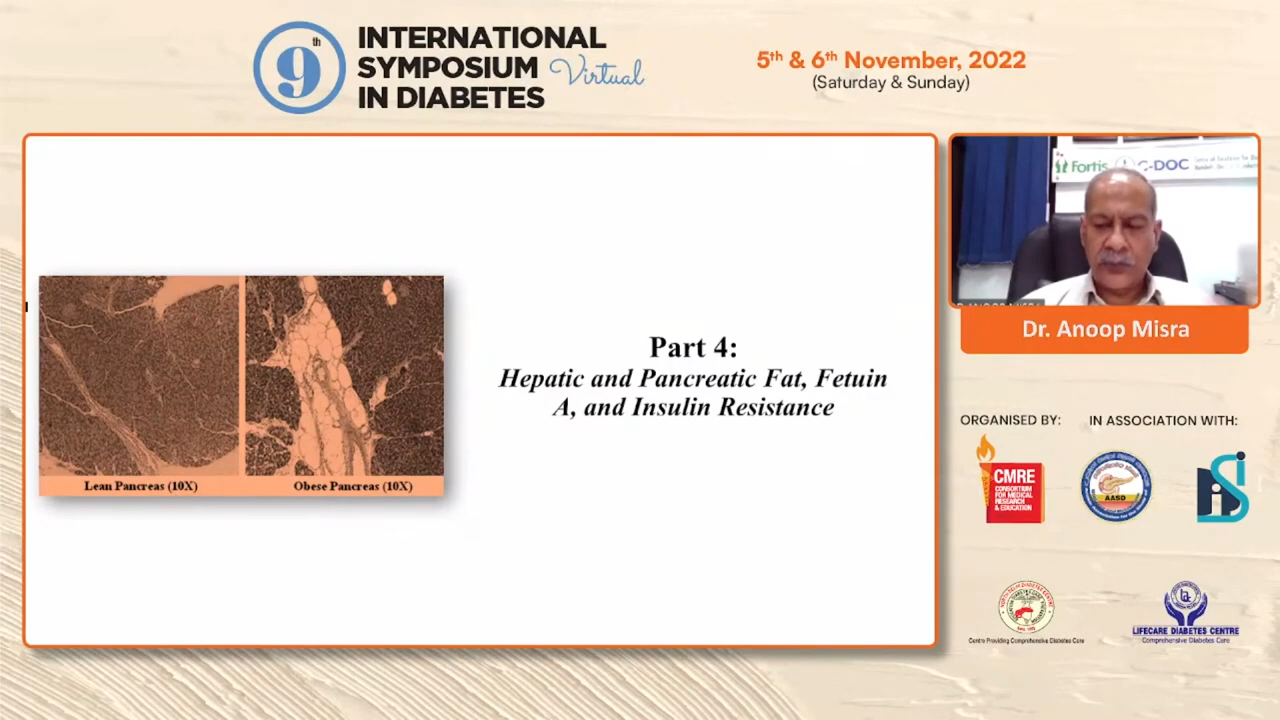 9th
INTERNATIONAL
SYMPOSIUM Virtual
IN DIABETES
5th & 6th November, 2022
(Saturday & Sunday)
Lean Pancreas (10X)
Obese Pancreas (10X)
Part 4:
Hepatic and Pancreatic Fat, Fetuin
A, and Insulin Resistance
Fortis
C-DOC
Dr. Anoop Misra
ORGANISED BY:
IN ASSOCIATION WITH:
CMRE
CONSORTIUM
FOR MEDICAL
RESEARCH
& EDUCATION
AASD
Centre Providing Comprehensive Diabetes Care
LIFECARE DIABETES CENTRE
Comprehensive Diabetes Care